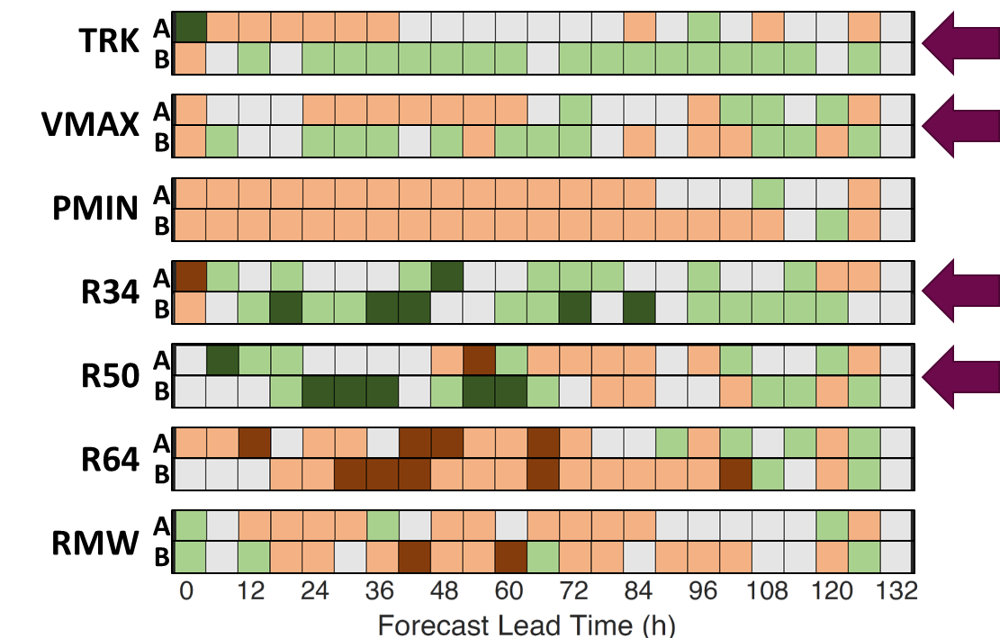 TRK A
B
VMAX A
B
PMIN A
B
R34 A
B
R50 A
B
R64 A
B
RMW A
B
0 12 24 36 48 60 72 84 96 108 120 132
Forecast Lead Time (h)